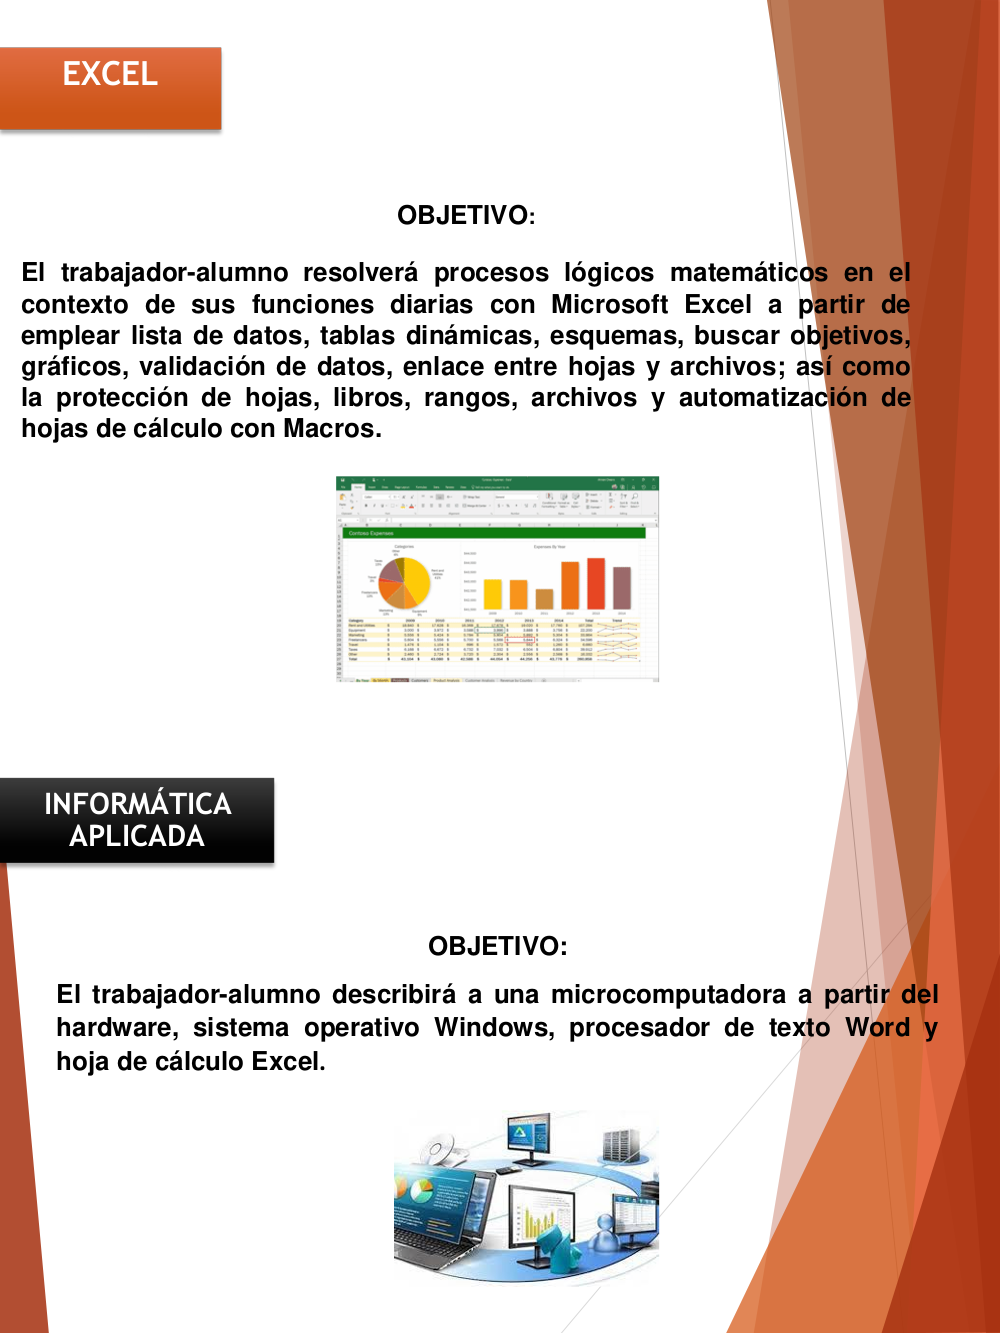 EXCEL
OBJETIVO:
El trabajador-alumno resolverá procesos lógicos matemáticos en el
contexto de sus funciones diarias con Microsoft Excel a partir de
emplear lista de datos, tablas dinámicas, esquemas, buscar objetivos,
gráficos, validación de datos, enlace entre hojas y archivos; así como
la protección de hojas, libros, rangos, archivos y automatización de
hojas de cálculo con Macros.
Contoso Expenses
Categories
Expenses By Year
INFORMÁTICA
APLICADA
OBJETIVO:
El trabajador-alumno describirá a una microcomputadora a partir del
hardware, sistema operativo Windows, procesador de texto Word y
hoja de cálculo Excel.